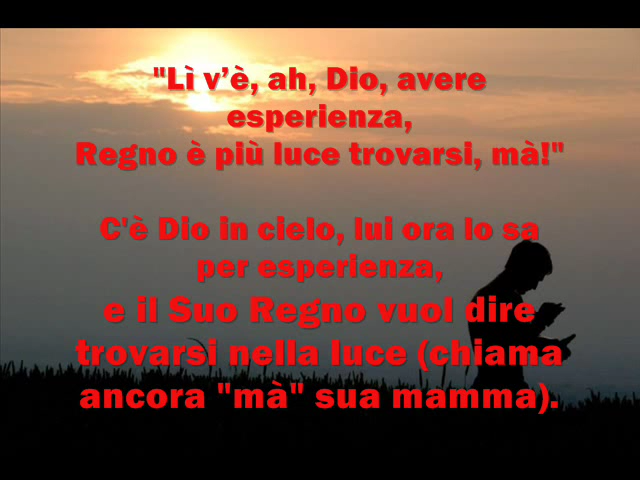 "Lì v’è, ah, Dio, avere
esperienza,
Regno è più luce trovarsi, mà!"
C'è Dio in cielo, lui ora lo sa
per esperienza,
e il Suo Regno vuol dire
trovarsi nella luce (chiama
ancora "mà" sua mamma).